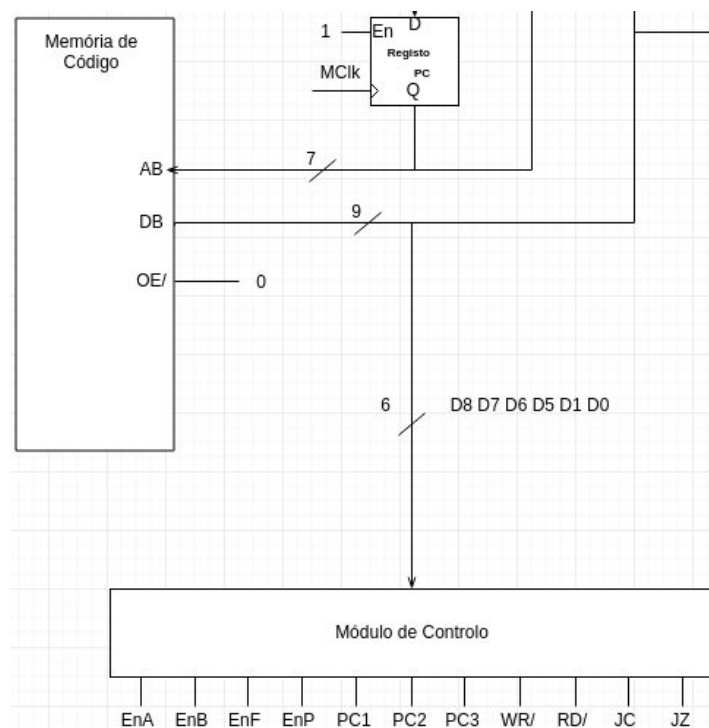 Memória de
Código
1
En
D
Registo
PC
MClk
Q
AB
7
DB
9
OE/
0
6
D8 D7 D6 D5 D1 D0
Módulo de Controlo
EnA EnB EnF EnP PC1 PC2 PC3 WR/ RD/ JC JZ